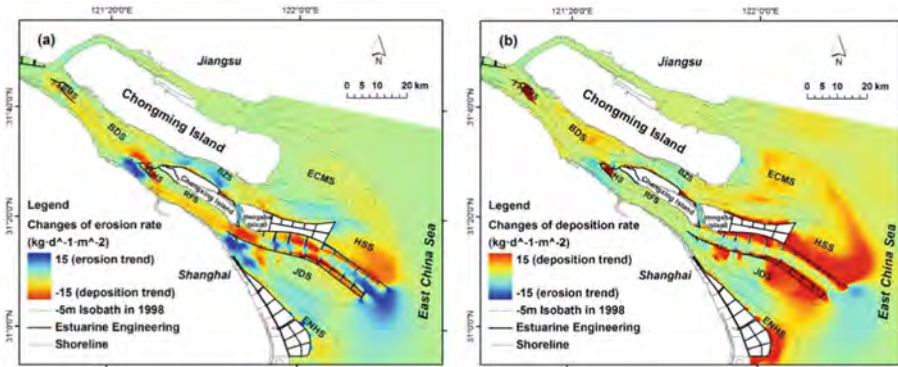 121°20'0"E
122°0'0"E
(a)
Jiangsu
N
0 5 10 20 km
31°40'0"N
Chongming Island
BDS
BZS
ECMS
Changxing Island
RFS
31°20'0"N
Hengsha Island
HSS
Legend
Changes of erosion rate
(kg·d^-1·m^-2)
15 (erosion trend)
-15 (deposition trend)
-5m Isobath in 1998
Estuarine Engineering
Shoreline
Shanghai
JDS
East China Sea
31°0'0"N
ENHS
121°20'0"E
122°0'0"E
(b)
Jiangsu
N
0 5 10 20 km
31°40'0"N
Chongming Island
BDS
BZS
ECMS
Changxing Island
RFS
31°20'0"N
Hengsha Island
HSS
Legend
Changes of deposition rate
(kg·d^-1·m^-2)
15 (deposition trend)
-15 (erosion trend)
-5m Isobath in 1998
Estuarine Engineering
Shoreline
Shanghai
JDS
East China Sea
31°0'0"N
ENHS